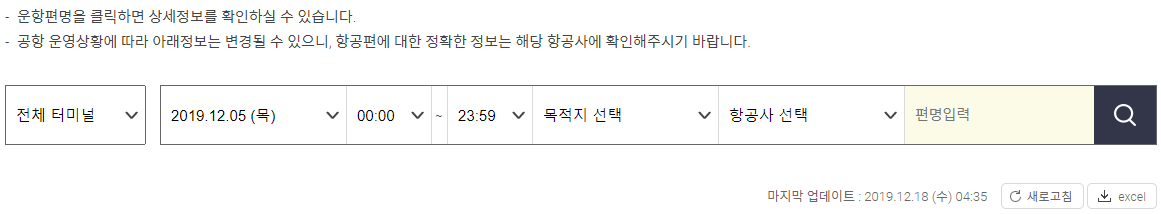 - 운항편명을 클릭하면 상세정보를 확인하실 수 있습니다.
- 공항 운영상황에 따라 아래정보는 변경될 수 있으니, 항공편에 대한 정확한 정보는 해당 항공사에 확인해주시기 바랍니다.
전체 터미널 2019.12.05 (목) 00:00 ~ 23:59 목적지 선택 항공사 선택 편명입력
마지막 업데이트 : 2019.12.18 (수) 04:35 새로고침 excel